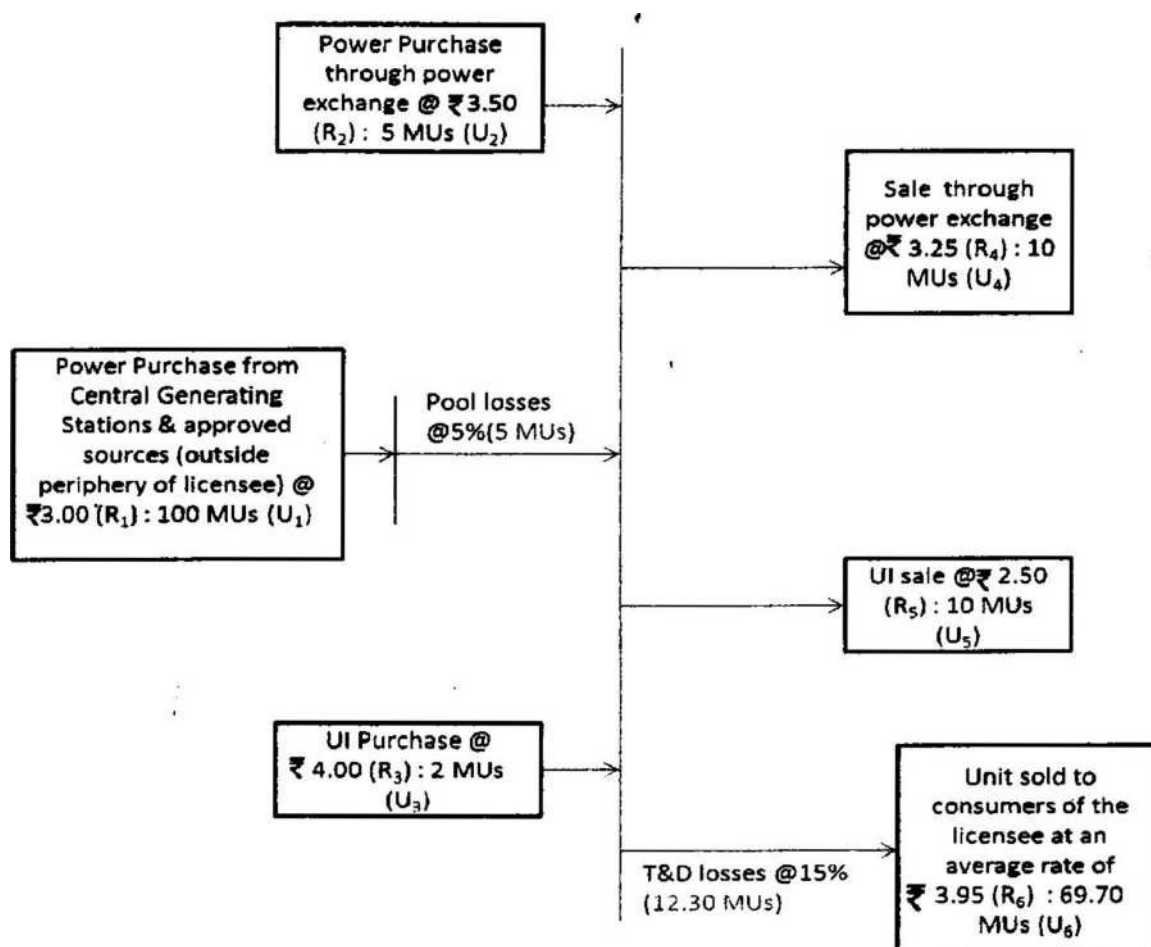 Power Purchase
through power
exchange @ ₹3.50
(R₂) : 5 MUs (U₂)
Sale through
power exchange
@₹ 3.25 (R₄) : 10
MUs (U₄)
Power Purchase from
Central Generating
Stations & approved
sources (outside
periphery of licensee) @
₹3.00 (R₁) : 100 MUs (U₁)
Pool losses
@5%(5 MUs)
UI sale @₹ 2.50
(R₅) : 10 MUs
(U₅)
UI Purchase @
₹ 4.00 (R₃) : 2 MUs
(U₃)
T&D losses @15%
(12.30 MUs)
Unit sold to
consumers of the
licensee at an
average rate of
₹ 3.95 (R₆) : 69.70
MUs (U₆)